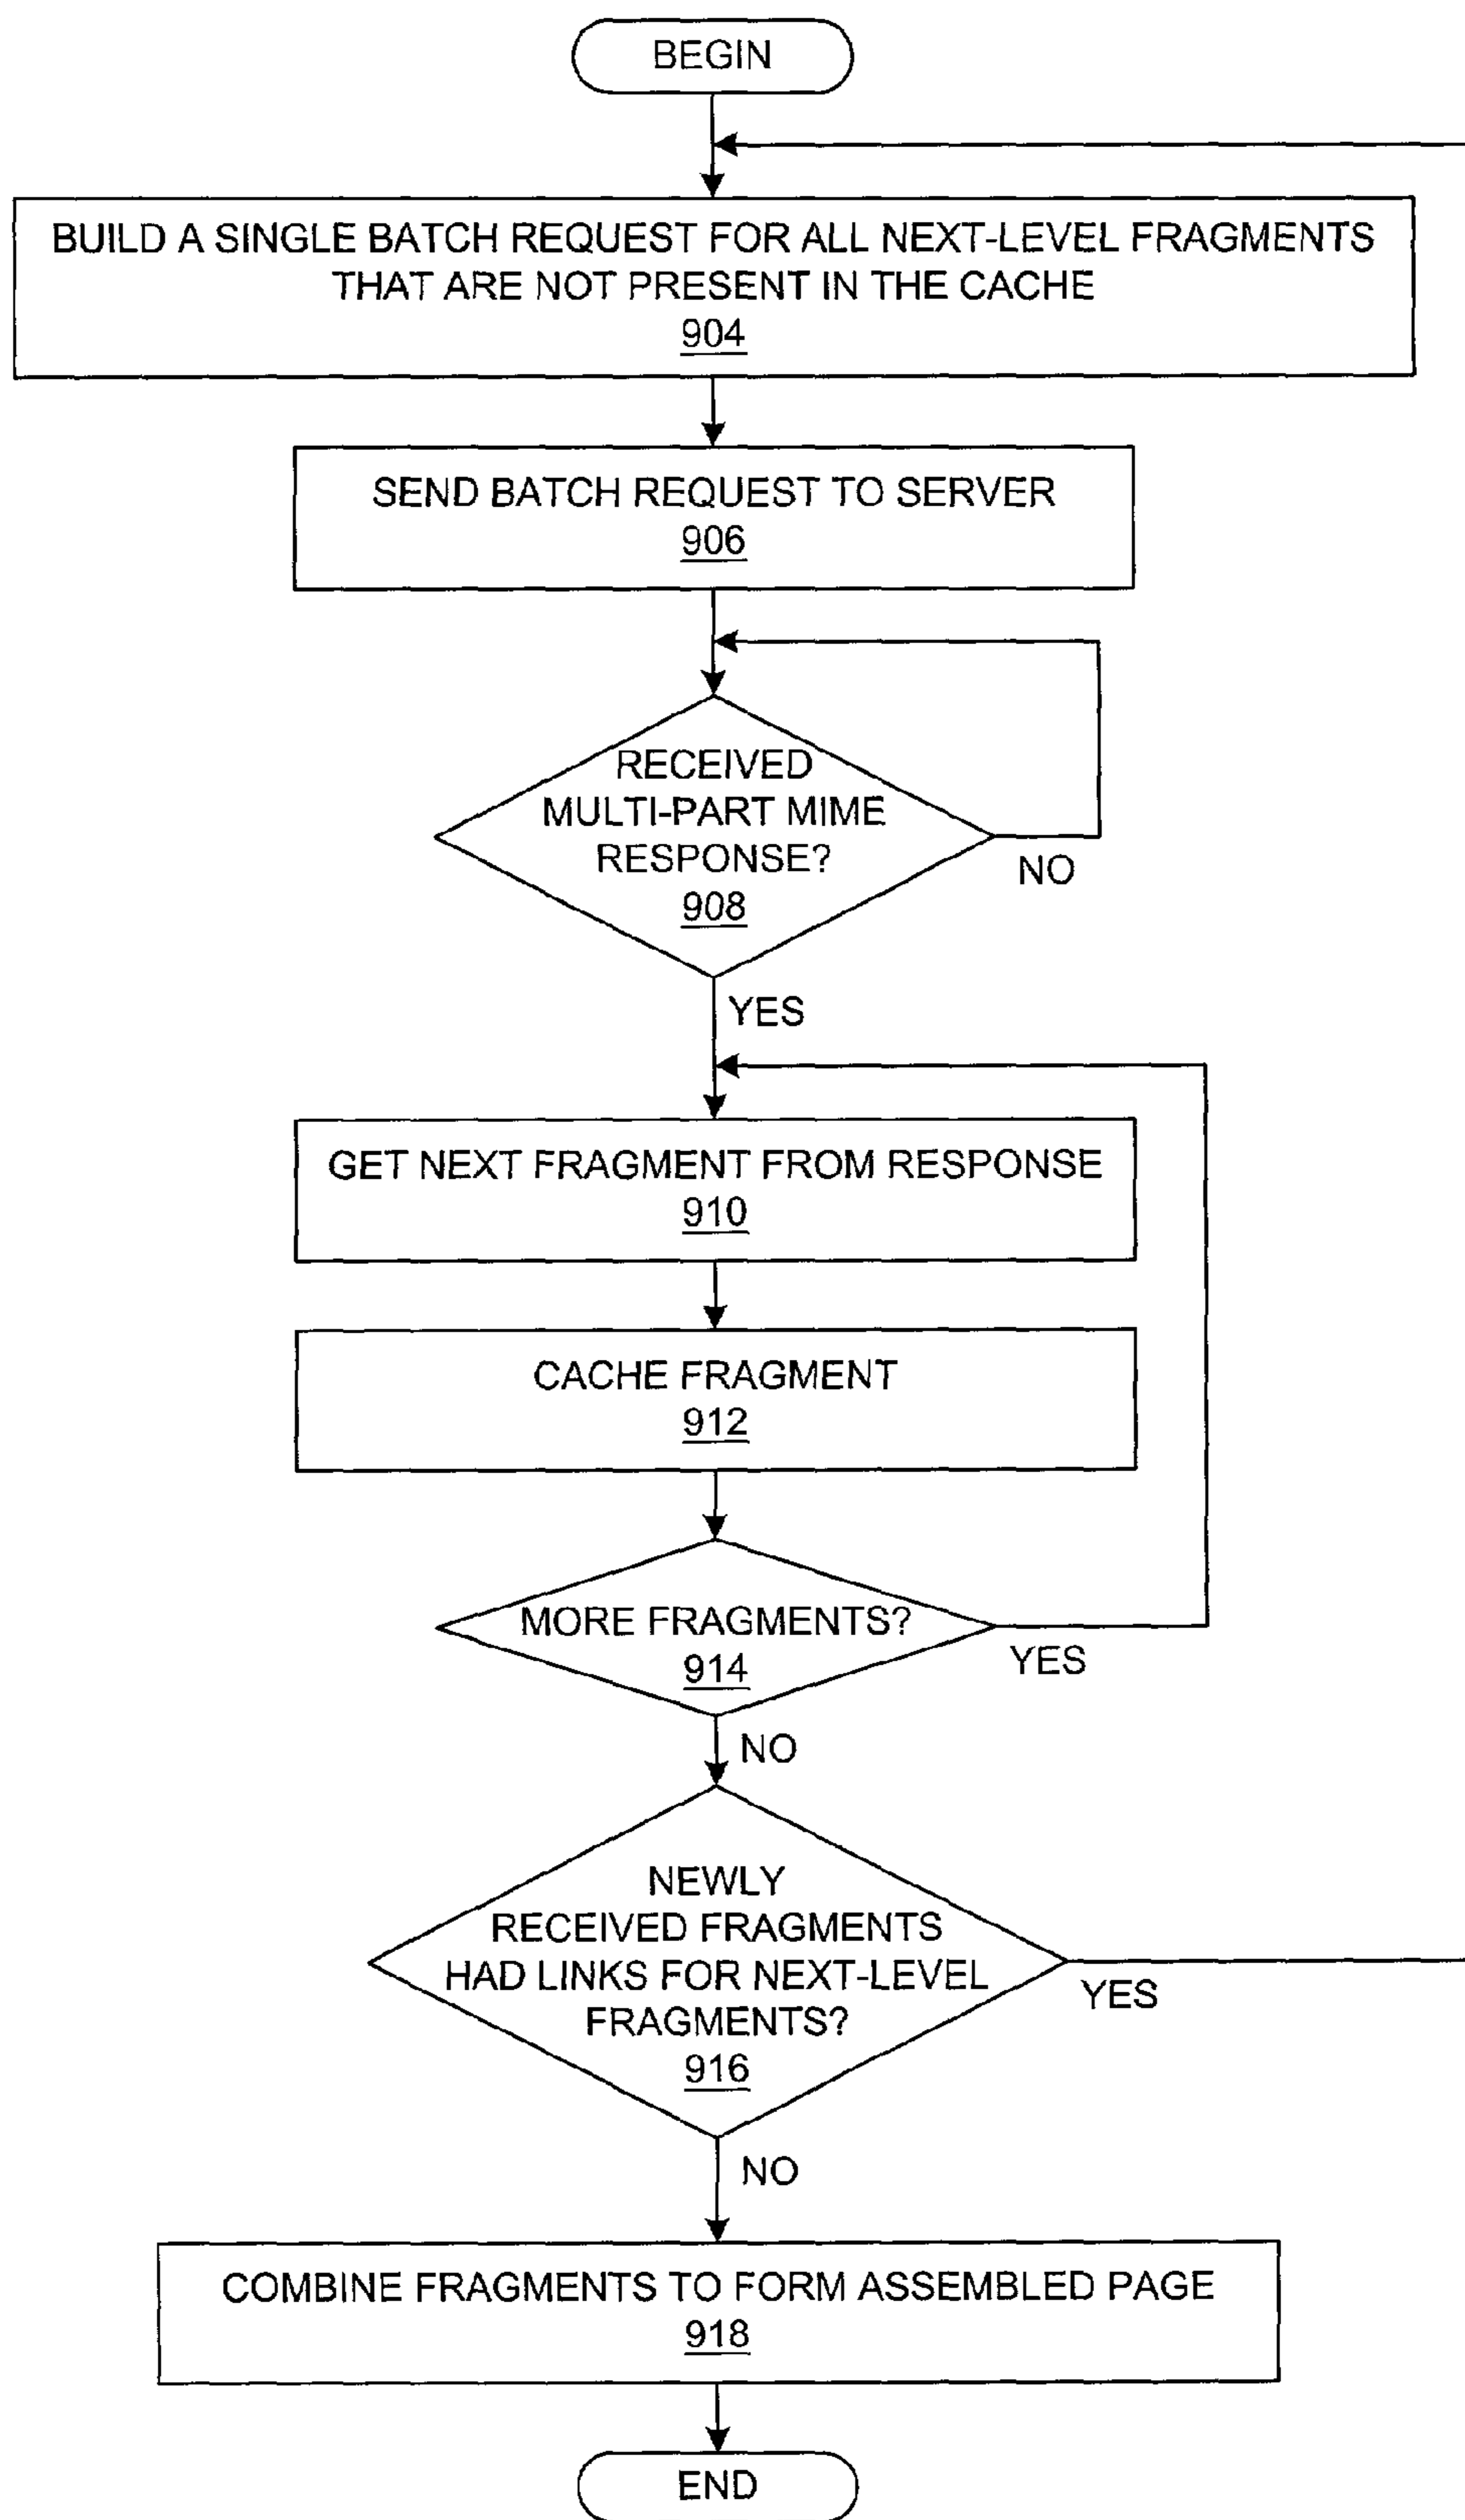 BEGIN
BUILD A SINGLE BATCH REQUEST FOR ALL NEXT-LEVEL FRAGMENTS
THAT ARE NOT PRESENT IN THE CACHE
904
SEND BATCH REQUEST TO SERVER
906
RECEIVED
MULTI-PART MIME
RESPONSE?
908
NO
YES
GET NEXT FRAGMENT FROM RESPONSE
910
CACHE FRAGMENT
912
MORE FRAGMENTS?
914
YES
NO
NEWLY
RECEIVED FRAGMENTS
HAD LINKS FOR NEXT-LEVEL
FRAGMENTS?
916
YES
NO
COMBINE FRAGMENTS TO FORM ASSEMBLED PAGE
918
END